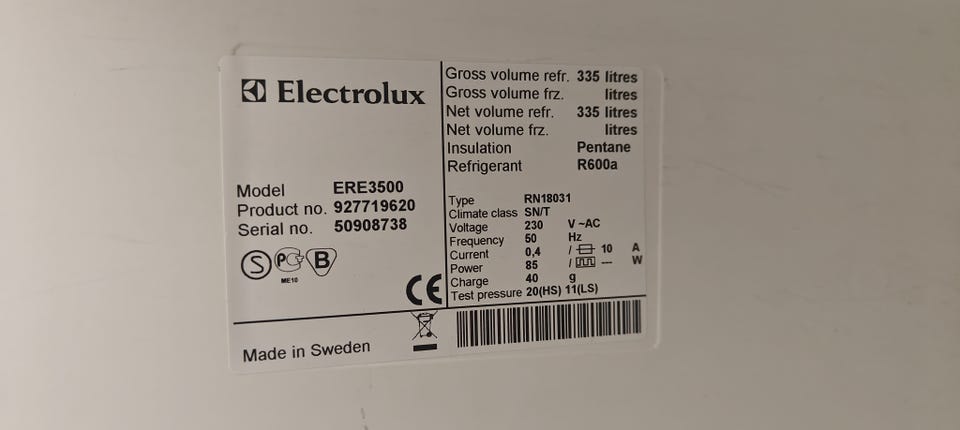 Electrolux
Model ERE3500
Product no. 927719620
Serial no. 50908738
S PC B
ME10
CE
Made in Sweden
Gross volume refr. 335 litres
Gross volume frz. litres
Net volume refr. 335 litres
Net volume frz. litres
Insulation Pentane
Refrigerant R600a
Type RN18031
Climate class SN/T
Voltage 230 V ~AC
Frequency 50 Hz
Current 0,4 / 10 A
Power 85 / --- W
Charge 40 g
Test pressure 20(HS) 11(LS)